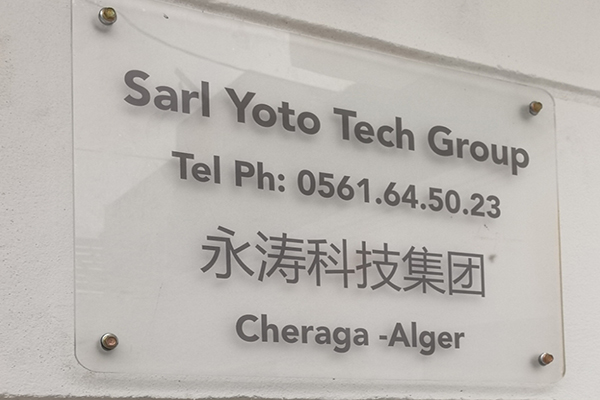 Sarl Yoto Tech Group
Tel Ph: 0561.64.50.23
永涛科技集团
Cheraga -Alger